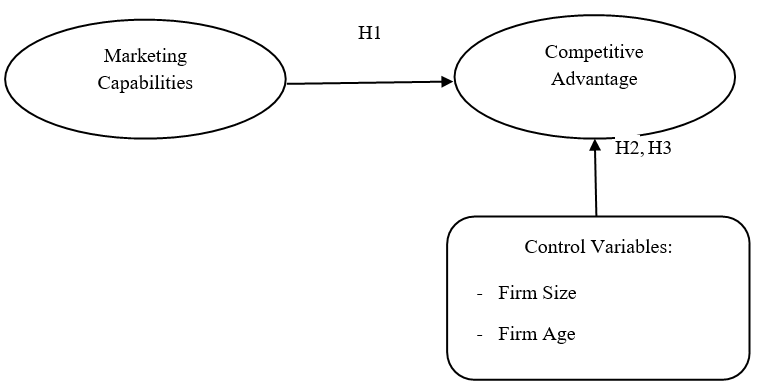 H1
Marketing
Capabilities
Competitive
Advantage
H2, H3
Control Variables:
- Firm Size
- Firm Age